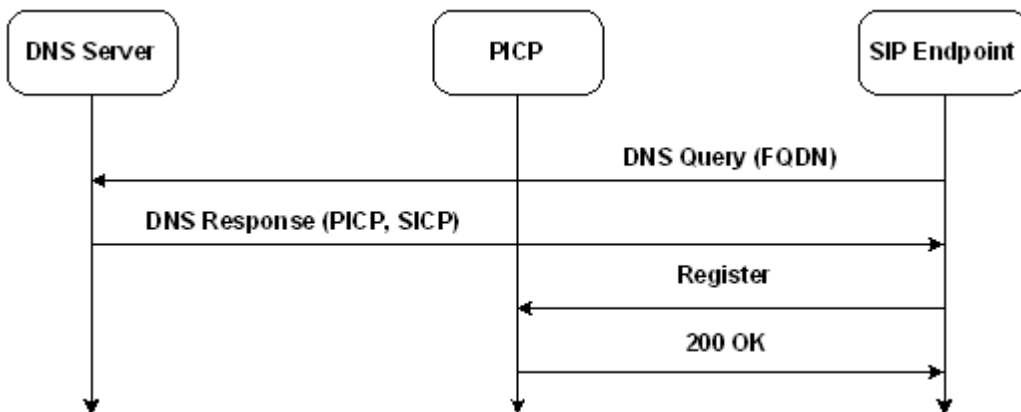 DNS Server
PICP
SIP Endpoint
DNS Query (FQDN)
DNS Response (PICP, SICP)
Register
200 OK